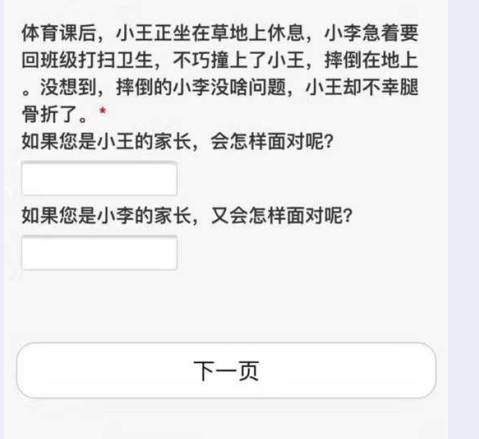 体育课后，小王正坐在草地上休息，小李急着要
回班级打扫卫生，不巧撞上了小王，摔倒在地上
。没想到，摔倒的小李没啥问题，小王却不幸腿
骨折了。*
如果您是小王的家长，会怎样面对呢？
如果您是小李的家长，又会怎样面对呢？
下一页